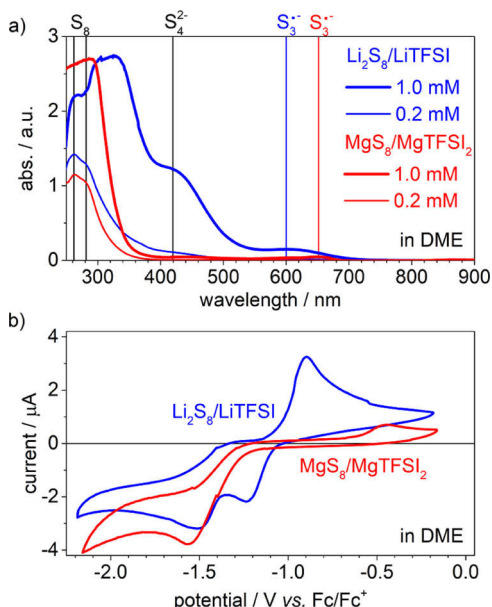 a)
S₈ S₄²⁻ S₃•⁻ S₃•⁻
Li₂S₈/LiTFSI
1.0 mM
0.2 mM
MgS₈/MgTFSI₂
1.0 mM
0.2 mM
in DME
abs. / a.u.
3
2
1
0
300 400 500 600 700 800 900
wavelength / nm
b)
Li₂S₈/LiTFSI
MgS₈/MgTFSI₂
in DME
current / μA
4
2
0
-2
-4
-2.0 -1.5 -1.0 -0.5 0.0
potential / V vs. Fc/Fc⁺